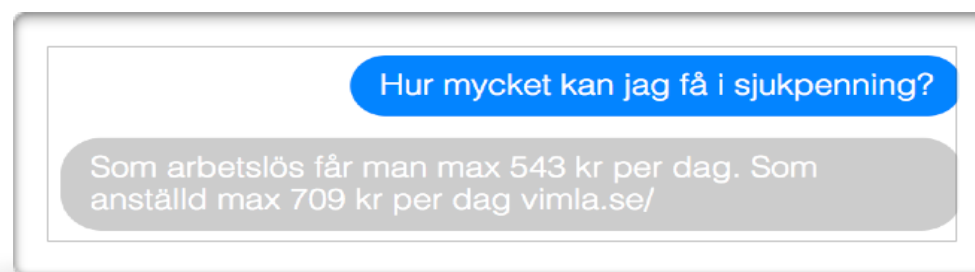 Hur mycket kan jag få i sjukpenning?
Som arbetslös får man max 543 kr per dag. Som
anställd max 709 kr per dag vimla.se/